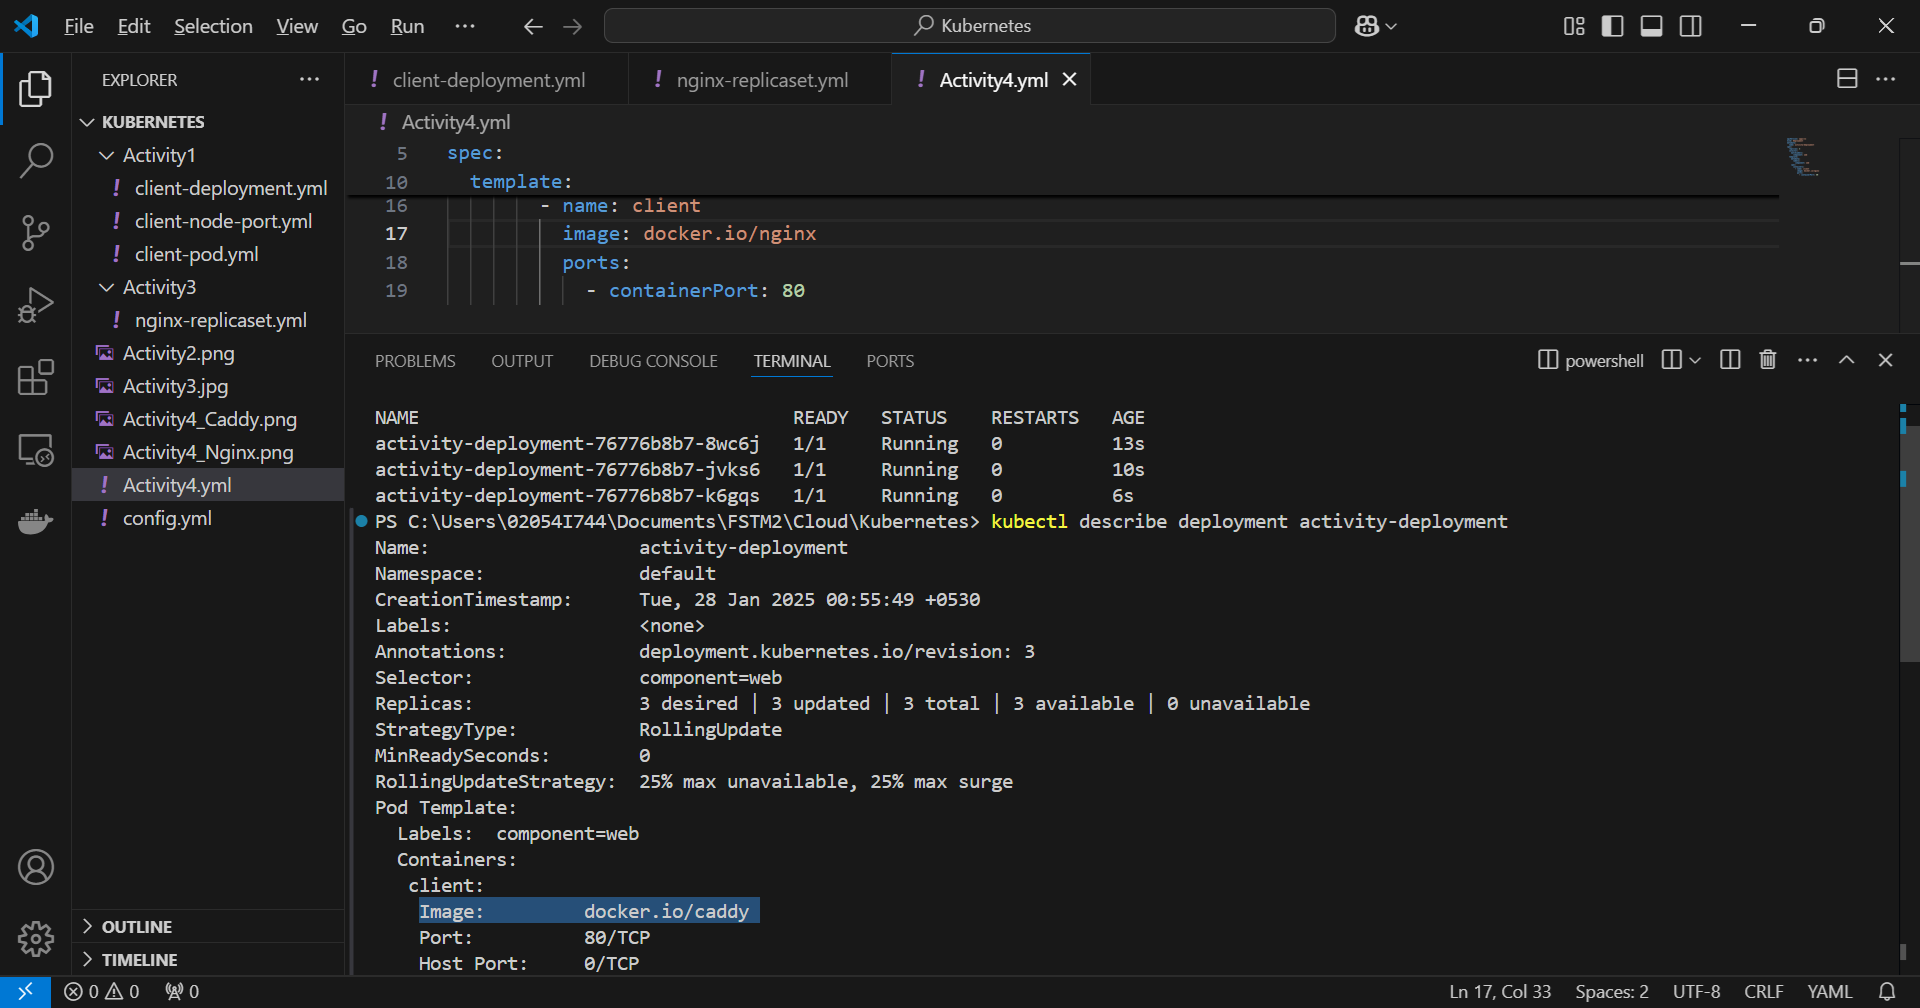 File Edit Selection View Go Run ··· Kubernetes
EXPLORER ···
KUBERNETES
Activity1
! client-deployment.yml
! client-node-port.yml
! client-pod.yml
Activity3
! nginx-replicaset.yml
Activity2.png
Activity3.jpg
Activity4_Caddy.png
Activity4_Nginx.png
! Activity4.yml
! config.yml
OUTLINE
TIMELINE
! client-deployment.yml ! nginx-replicaset.yml ! Activity4.yml
! Activity4.yml
5 spec:
10 template:
16 - name: client
17 image: docker.io/nginx
18 ports:
19 - containerPort: 80
PROBLEMS OUTPUT DEBUG CONSOLE TERMINAL PORTS powershell
NAME READY STATUS RESTARTS AGE
activity-deployment-76776b8b7-8wc6j 1/1 Running 0 13s
activity-deployment-76776b8b7-jvks6 1/1 Running 0 10s
activity-deployment-76776b8b7-k6gqs 1/1 Running 0 6s
PS C:\Users\02054I744\Documents\FSTM2\Cloud\Kubernetes> kubectl describe deployment activity-deployment
Name: activity-deployment
Namespace: default
CreationTimestamp: Tue, 28 Jan 2025 00:55:49 +0530
Labels: <none>
Annotations: deployment.kubernetes.io/revision: 3
Selector: component=web
Replicas: 3 desired | 3 updated | 3 total | 3 available | 0 unavailable
StrategyType: RollingUpdate
MinReadySeconds: 0
RollingUpdateStrategy: 25% max unavailable, 25% max surge
Pod Template:
Labels: component=web
Containers:
client:
Image: docker.io/caddy
Port: 80/TCP
Host Port: 0/TCP
0 0 0 Ln 17, Col 33 Spaces: 2 UTF-8 CRLF YAML